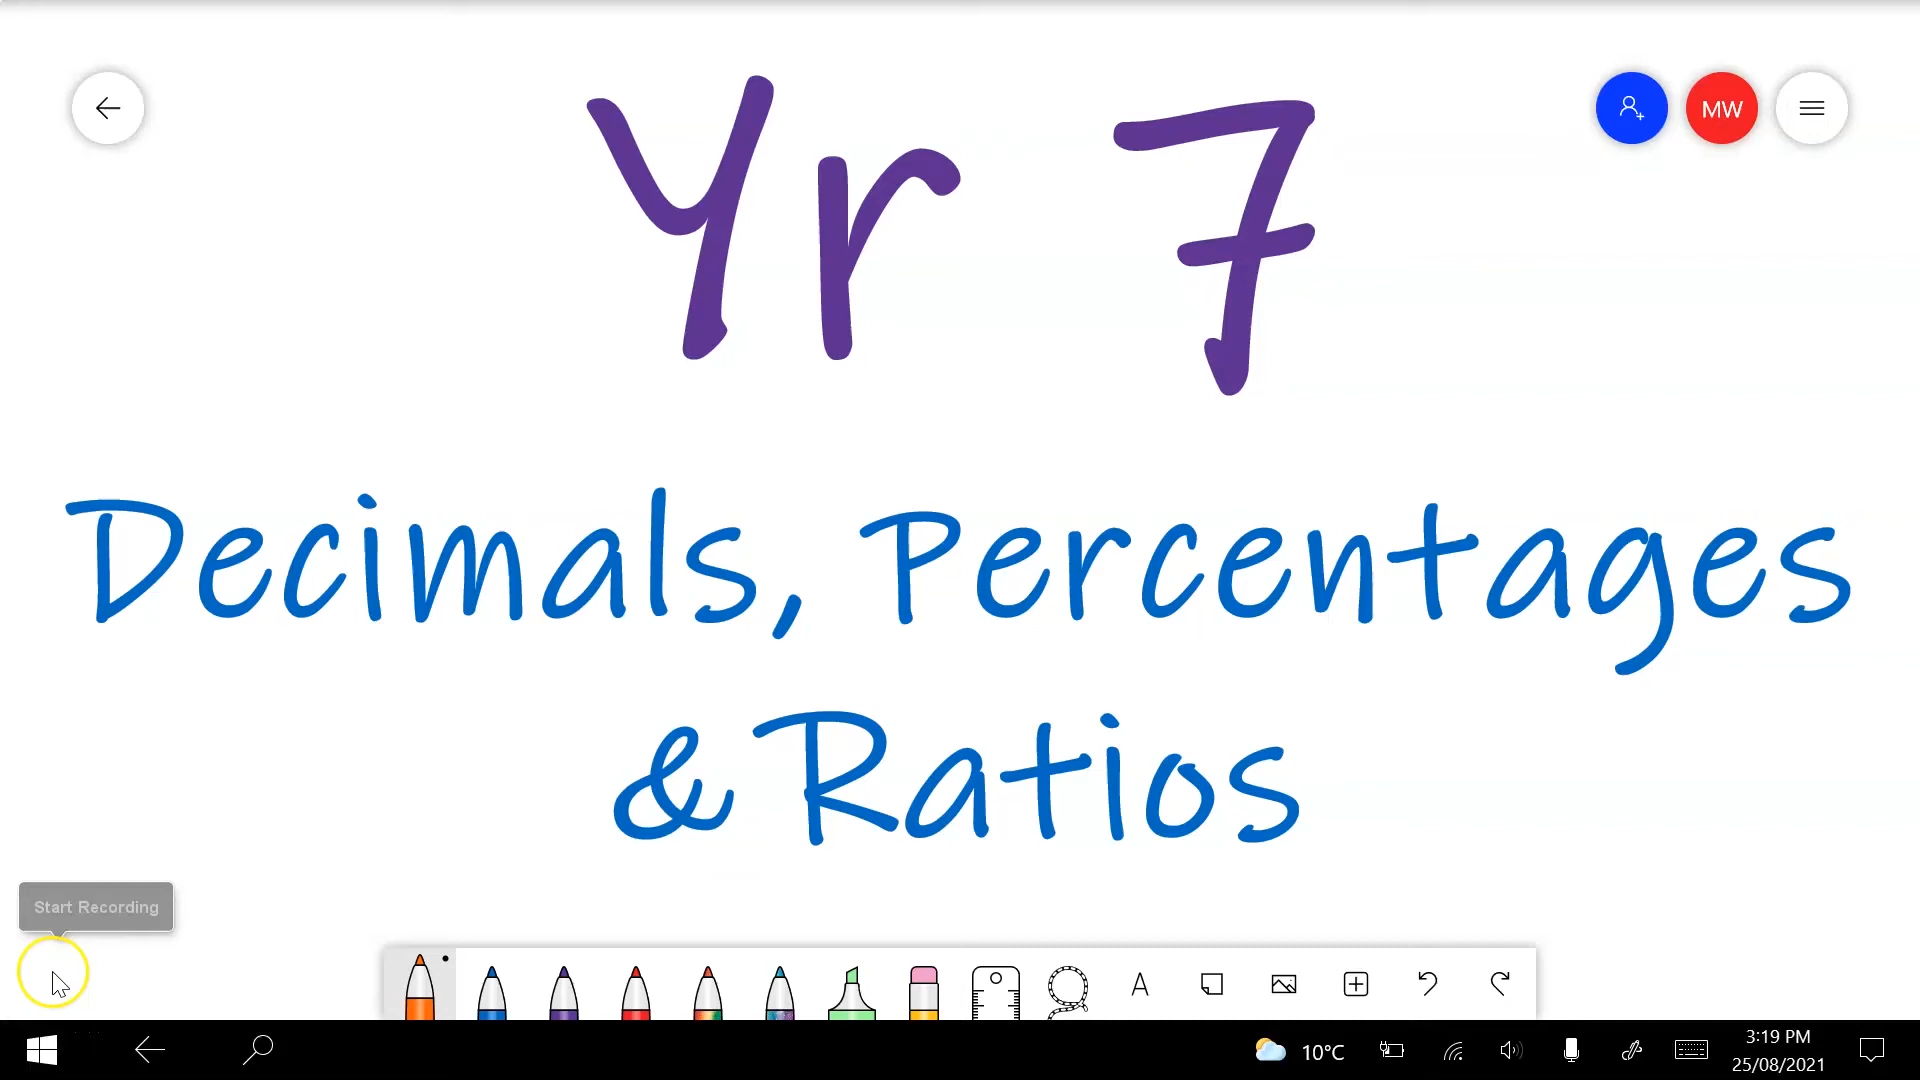 Yr 7
MW
Decimals, Percentages
& Ratios
Start Recording
A
10°C
3:19 PM
25/08/2021